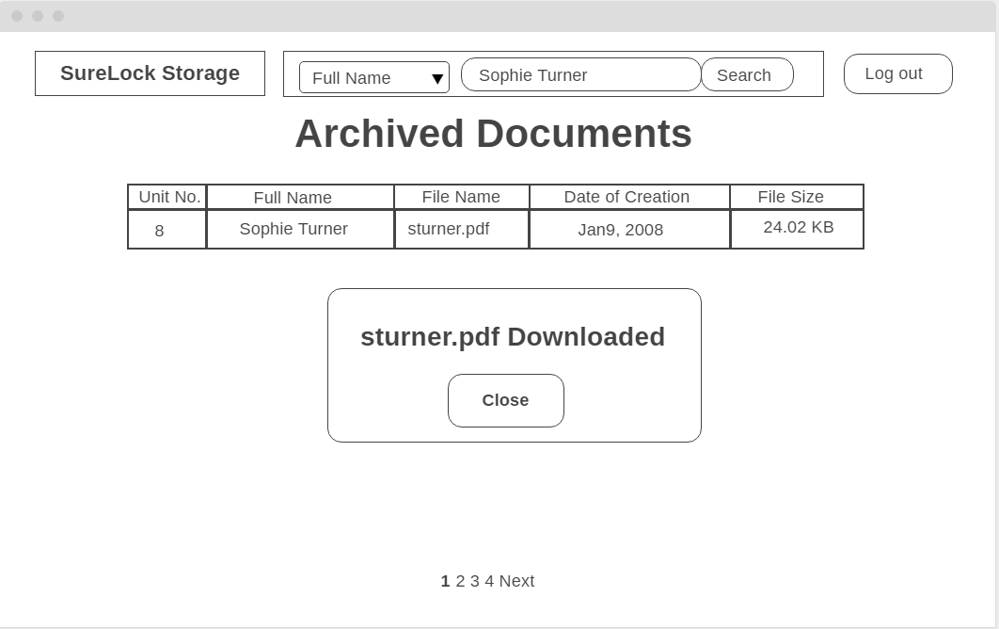 SureLock Storage
Full Name
Sophie Turner
Search
Log out
Archived Documents
Unit No. Full Name File Name Date of Creation File Size
8 Sophie Turner sturner.pdf Jan9, 2008 24.02 KB
sturner.pdf Downloaded
Close
1 2 3 4 Next